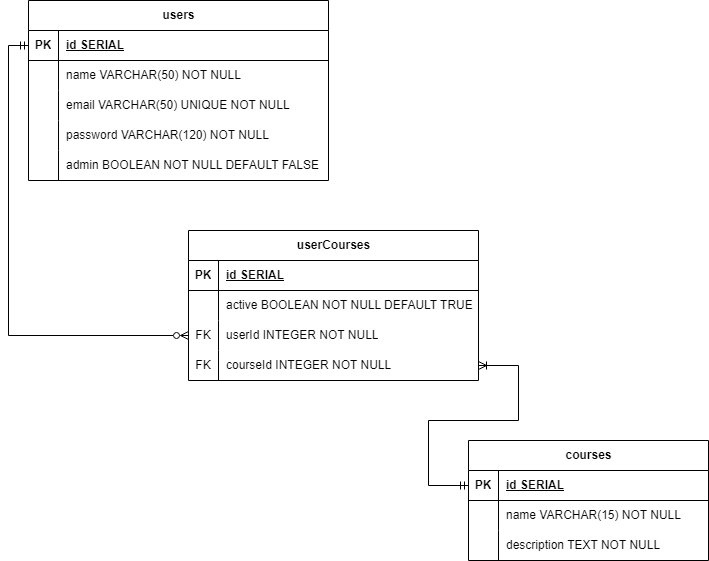 users
PK id SERIAL
name VARCHAR(50) NOT NULL
email VARCHAR(50) UNIQUE NOT NULL
password VARCHAR(120) NOT NULL
admin BOOLEAN NOT NULL DEFAULT FALSE
userCourses
PK id SERIAL
active BOOLEAN NOT NULL DEFAULT TRUE
FK userId INTEGER NOT NULL
FK courseId INTEGER NOT NULL
courses
PK id SERIAL
name VARCHAR(15) NOT NULL
description TEXT NOT NULL